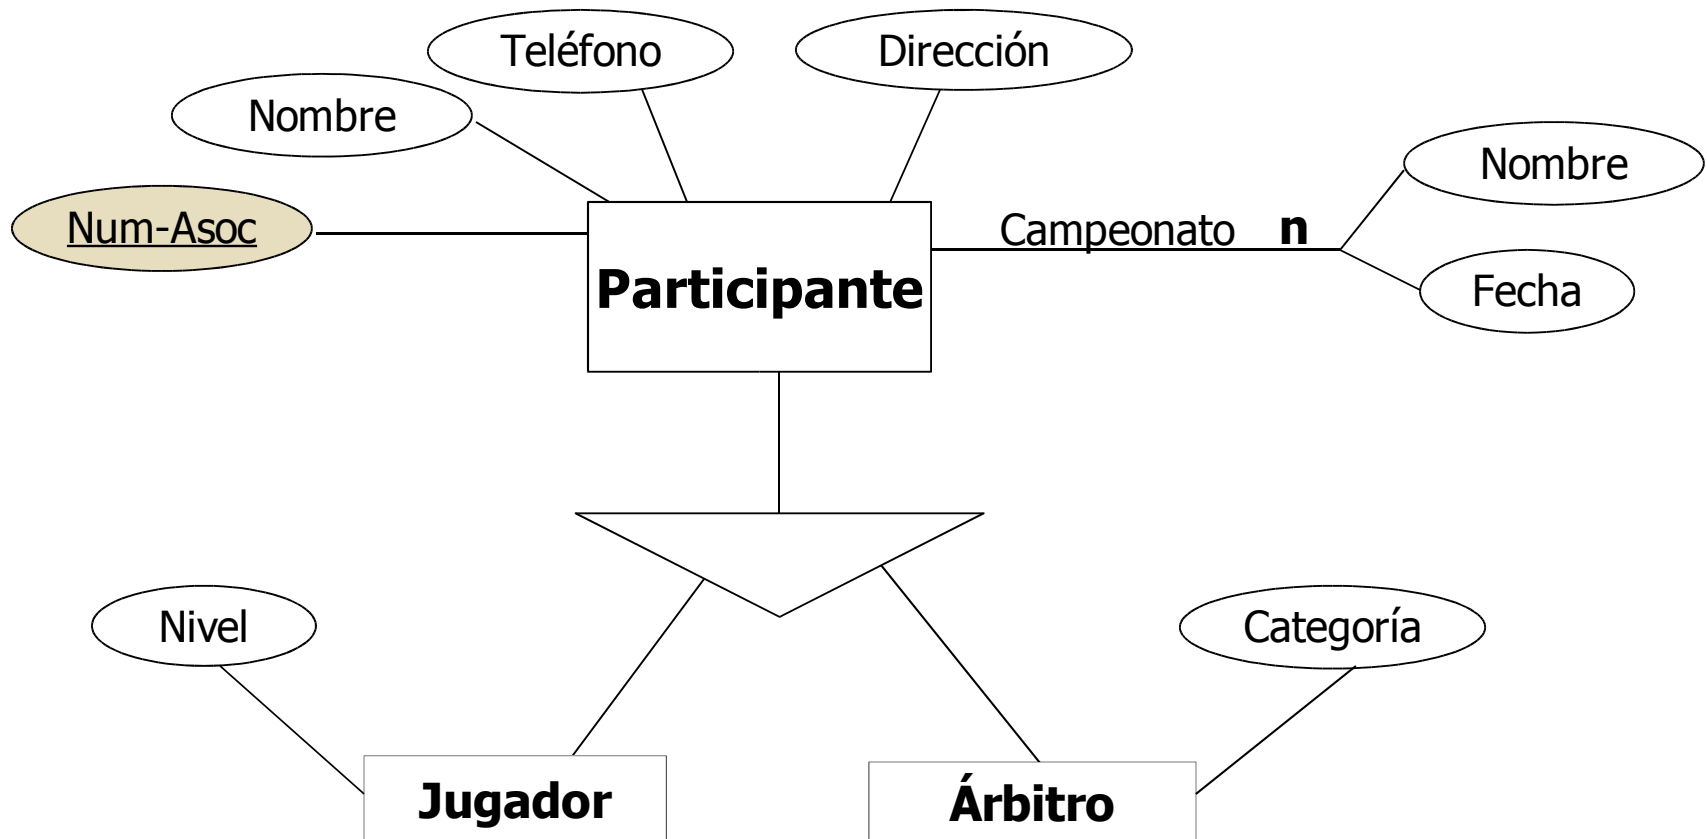 Teléfono
Dirección
Nombre
Nombre
Num-Asoc
Campeonato n
Participante
Fecha
Nivel
Categoría
Jugador
Árbitro